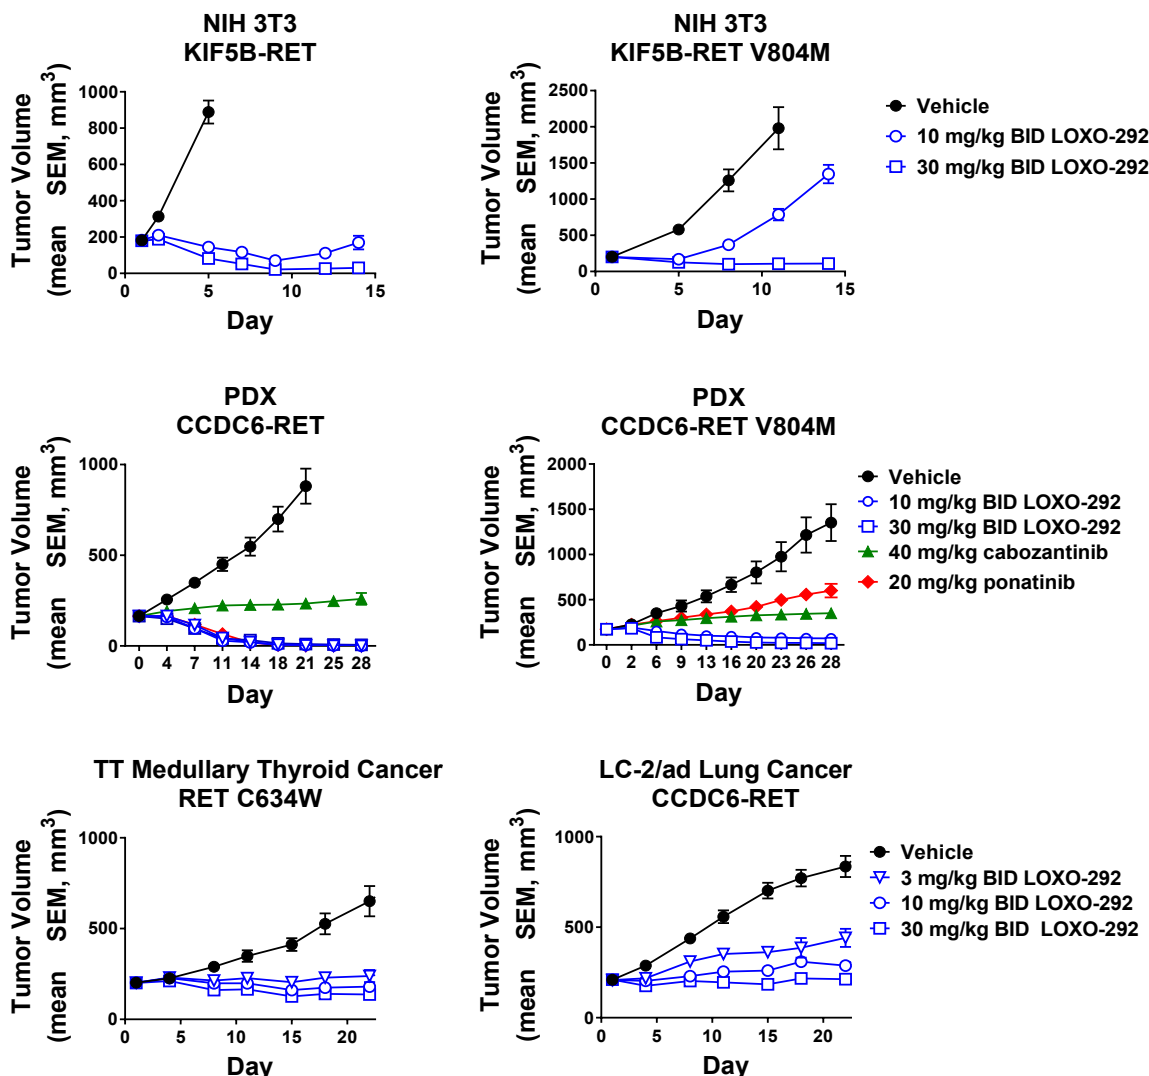 NIH 3T3
KIF5B-RET
Tumor Volume
(mean SEM, mm³)
1000
800
600
400
200
0
0 5 10 15
Day
NIH 3T3
KIF5B-RET V804M
Tumor Volume
(mean SEM, mm³)
2500
2000
1500
1000
500
0
0 5 10 15
Day
Vehicle
10 mg/kg BID LOXO-292
30 mg/kg BID LOXO-292
PDX
CCDC6-RET
Tumor Volume
(mean SEM, mm³)
1000
500
0
0 4 7 11 14 18 21 25 28
Day
PDX
CCDC6-RET V804M
Tumor Volume
(mean SEM, mm³)
2000
1500
1000
500
0
0 2 6 9 13 16 20 23 26 28
Day
Vehicle
10 mg/kg BID LOXO-292
30 mg/kg BID LOXO-292
40 mg/kg cabozantinib
20 mg/kg ponatinib
TT Medullary Thyroid Cancer
RET C634W
Tumor Volume
(mean SEM, mm³)
1000
500
0
0 5 10 15 20
Day
LC-2/ad Lung Cancer
CCDC6-RET
Tumor Volume
(mean SEM, mm³)
1000
500
0
0 5 10 15 20
Day
Vehicle
3 mg/kg BID LOXO-292
10 mg/kg BID LOXO-292
30 mg/kg BID LOXO-292